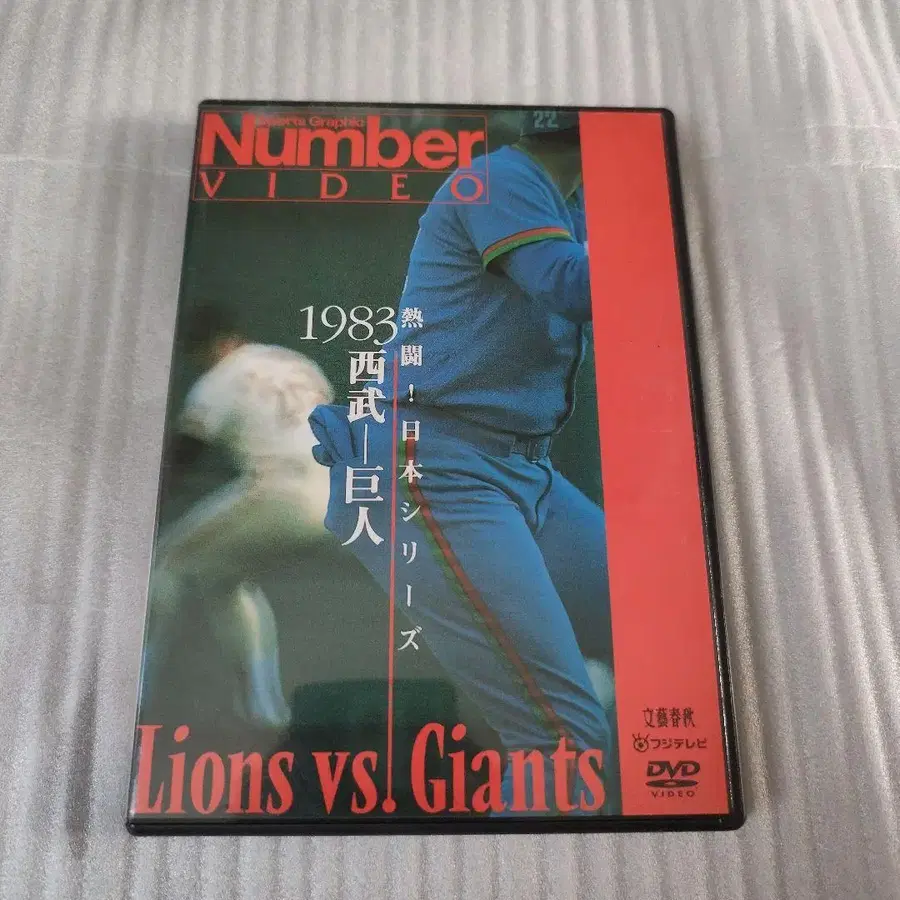 Sports Graphic
Number
VIDEO
22
1983
西武―巨人
熱闘!日本シリーズ
Lions vs. Giants
文藝春秋
フジテレビ
DVD
VIDEO